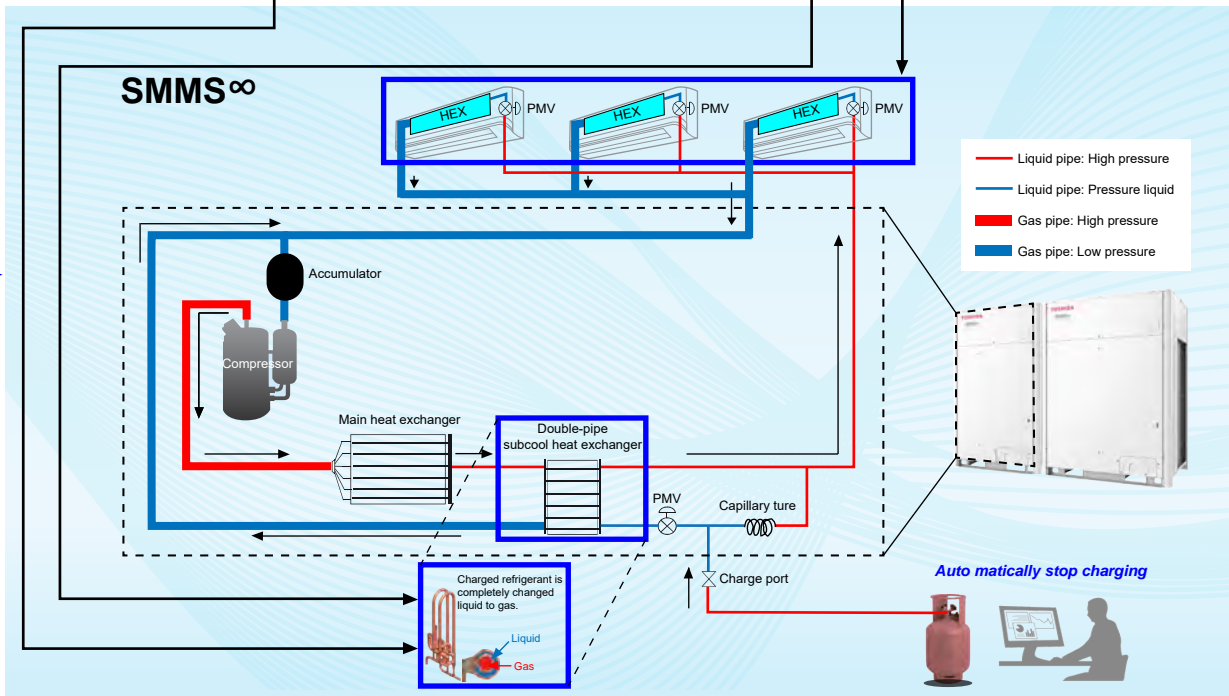 SMMS∞
HEX
PMV
HEX
PMV
HEX
PMV
Liquid pipe: High pressure
Liquid pipe: Pressure liquid
Gas pipe: High pressure
Gas pipe: Low pressure
Accumulator
Compressor
TOSHIBA
TOSHIBA
Main heat exchanger
Double-pipe
subcool heat exchanger
PMV
Capillary ture
Charge port
Auto matically stop charging
Charged refrigerant is
completely changed
liquid to gas.
Liquid
Gas